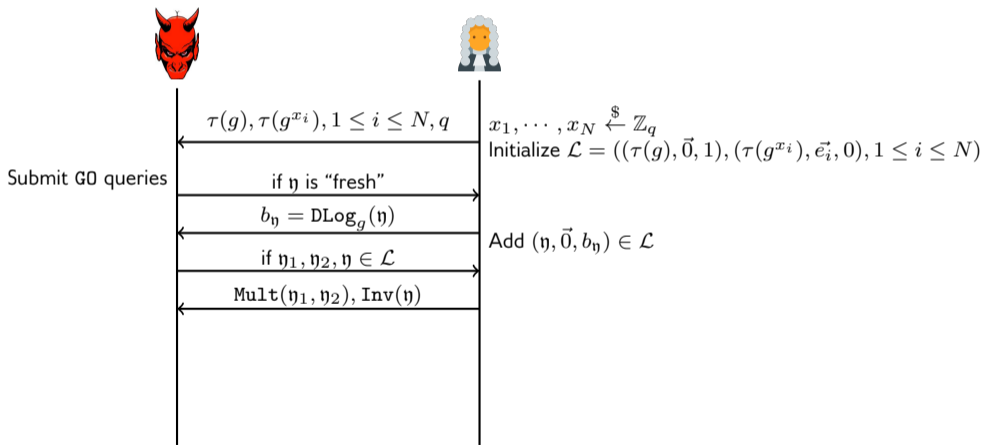 τ(g), τ(g^{x_i}), 1 ≤ i ≤ N, q
x_1, ⋯ , x_N ←$ ℤ_q
Initialize ℒ = ((τ(g), 0⃗, 1), (τ(g^{x_i}), e⃗_i, 0), 1 ≤ i ≤ N)
Submit GO queries
if 𝔶 is “fresh”
b_𝔶 = DLog_g(𝔶)
Add (𝔶, 0⃗, b_𝔶) ∈ ℒ
if 𝔶_1, 𝔶_2, 𝔶 ∈ ℒ
Mult(𝔶_1, 𝔶_2), Inv(𝔶)